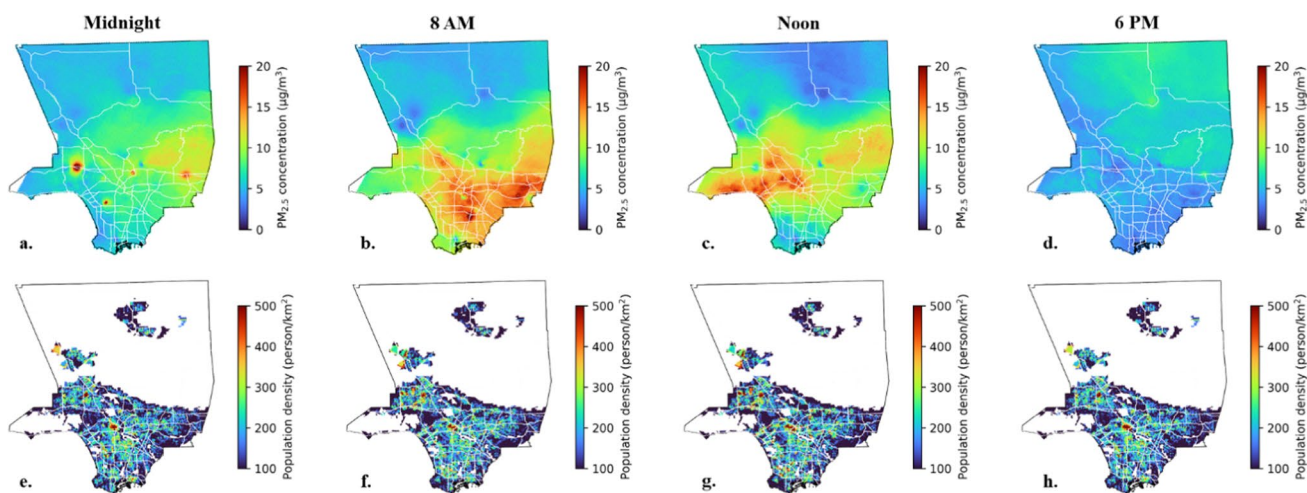 Midnight
8 AM
Noon
6 PM
20
15
10
5
0
PM2.5 concentration (μg/m³)
a.
20
15
10
5
0
PM2.5 concentration (μg/m³)
b.
20
15
10
5
0
PM2.5 concentration (μg/m³)
c.
20
15
10
5
0
PM2.5 concentration (μg/m³)
d.
500
400
300
200
100
Population density (person/km²)
e.
500
400
300
200
100
Population density (person/km²)
f.
500
400
300
200
100
Population density (person/km²)
g.
500
400
300
200
100
Population density (person/km²)
h.